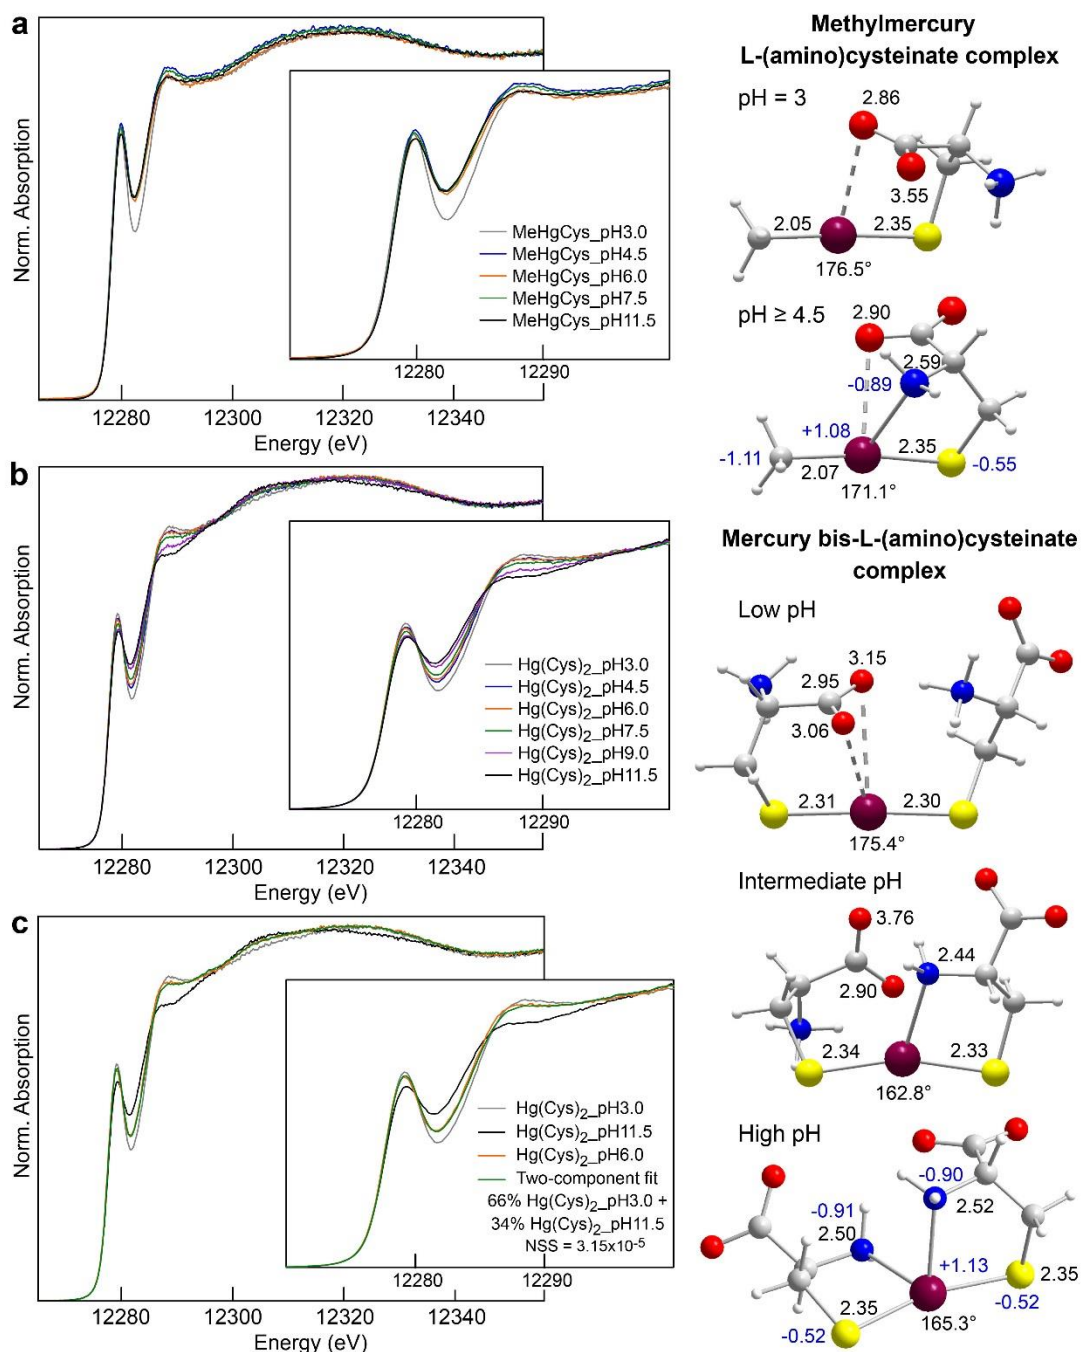 a
Norm. Absorption
12280
12290
MeHgCys_pH3.0
MeHgCys_pH4.5
MeHgCys_pH6.0
MeHgCys_pH7.5
MeHgCys_pH11.5
12280
12300
12320
12340
Energy (eV)
b
Norm. Absorption
12280
12290
Hg(Cys)2_pH3.0
Hg(Cys)2_pH4.5
Hg(Cys)2_pH6.0
Hg(Cys)2_pH7.5
Hg(Cys)2_pH9.0
Hg(Cys)2_pH11.5
12280
12300
12320
12340
Energy (eV)
c
Norm. Absorption
12280
12290
Hg(Cys)2_pH3.0
Hg(Cys)2_pH11.5
Hg(Cys)2_pH6.0
Two-component fit
66% Hg(Cys)2_pH3.0 +
34% Hg(Cys)2_pH11.5
NSS = 3.15x10-5
12280
12300
12320
12340
Energy (eV)
Methylmercury
L-(amino)cysteinate complex
pH = 3
2.86
3.55
2.05
2.35
176.5°
pH ≥ 4.5
2.90
2.59
-0.89
+1.08
-1.11
2.07
2.35
-0.55
171.1°
Mercury bis-L-(amino)cysteinate
complex
Low pH
3.15
2.95
3.06
2.31
2.30
175.4°
Intermediate pH
3.76
2.44
2.90
2.34
2.33
162.8°
High pH
-0.90
-0.91
2.50
2.52
+1.13
2.35
2.35
-0.52
-0.52
165.3°